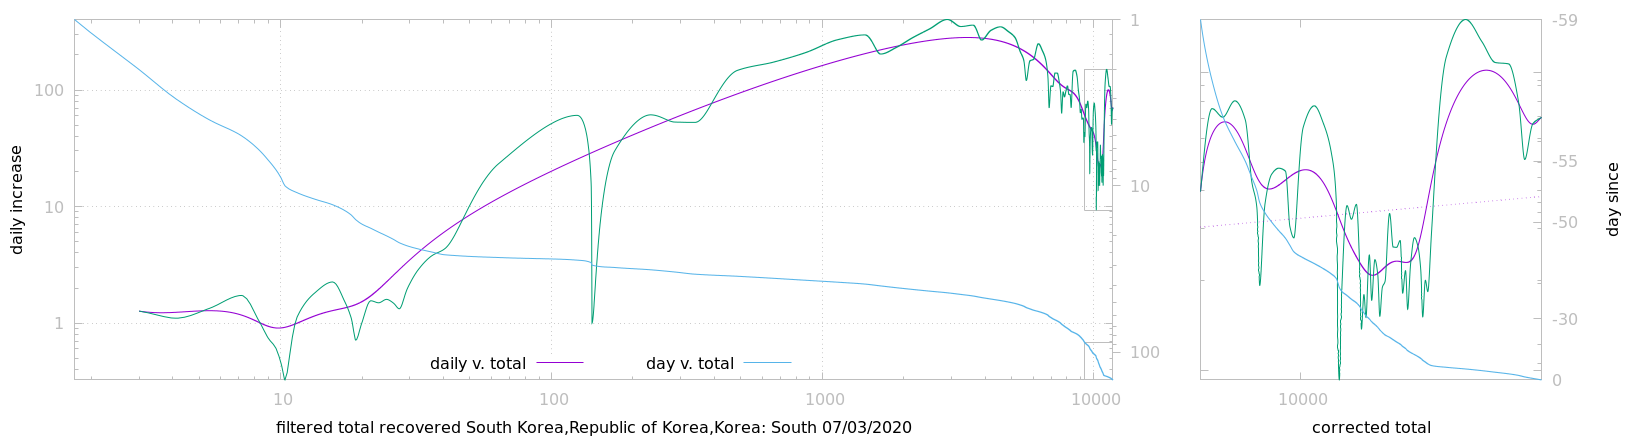 daily increase
100
10
1
daily v. total
day v. total
10
100
1000
10000
1
10
100
filtered total recovered South Korea,Republic of Korea,Korea: South 07/03/2020
-59
-55
-50
-30
0
day since
10000
corrected total